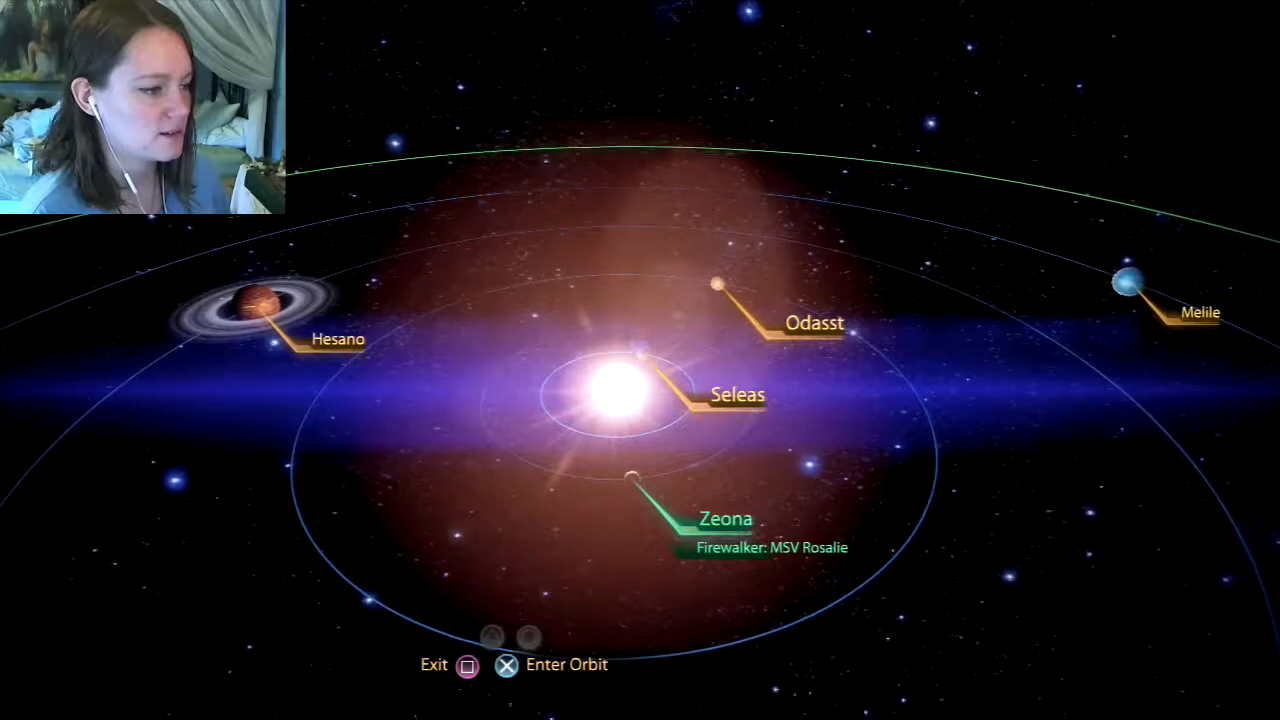 Hesano
Odasst
Melile
Seleas
Zeona
Firewalker: MSV Rosalie
Exit
Enter Orbit